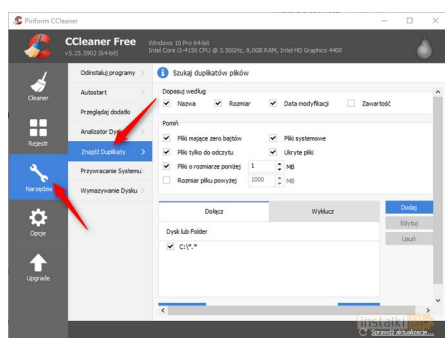 Piriform CCleaner
CCleaner Free
v5.25.5902 (64-bit)
Windows 10 Pro 64-bit
Intel Core i3-4150 CPU @ 3.50GHz, 8,0GB RAM, Intel HD Graphics 4400
Cleaner
Rejestr
Narzędzia
Opcje
Upgrade
Odinstaluj programy
Autostart
Przeglądaj dodatki
Analizator Dysku
Znajdź Duplikaty
Przywracanie Systemu
Wymazywanie Dysku
Szukaj duplikatów plików
Dopasuj według
Nazwa Rozmiar Data modyfikacji Zawartość
Pomiń
Pliki mające zero bajtów Pliki systemowe
Pliki tylko do odczytu Ukryte pliki
Pliki o rozmiarze poniżej 1 MB
Rozmiar pliku powyżej 1000 MB
Dołącz Wyklucz
Dysk lub Folder
C:\*.*
Dodaj
Edytuj
Usuń
instalki
Sprawdź aktualizacje...